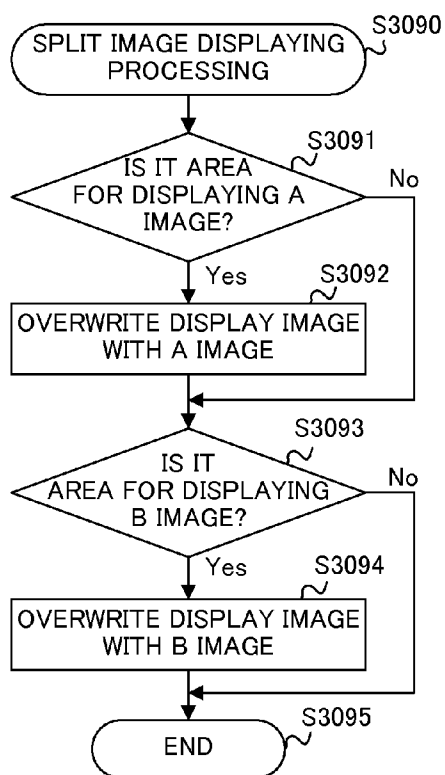 S3090
SPLIT IMAGE DISPLAYING
PROCESSING
S3091
IS IT AREA
FOR DISPLAYING A
IMAGE?
No
Yes
S3092
OVERWRITE DISPLAY IMAGE
WITH A IMAGE
S3093
IS IT
AREA FOR DISPLAYING
B IMAGE?
No
Yes
S3094
OVERWRITE DISPLAY IMAGE
WITH B IMAGE
S3095
END